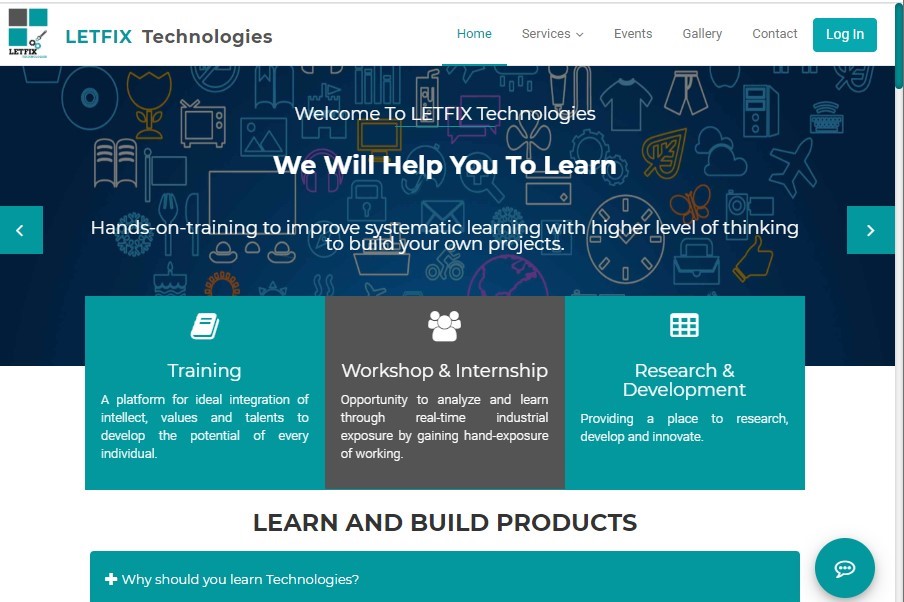 LETFIX
LETFIX Technologies
Home
Services
Events
Gallery
Contact
Log In
Welcome To LETFIX Technologies
We Will Help You To Learn
Hands-on-training to improve systematic learning with higher level of thinking
to build your own projects.
Training
A platform for ideal integration of
intellect, values and talents to
develop the potential of every
individual.
Workshop & Internship
Opportunity to analyze and learn
through real-time industrial
exposure by gaining hand-exposure
of working.
Research &
Development
Providing a place to research,
develop and innovate.
LEARN AND BUILD PRODUCTS
Why should you learn Technologies?